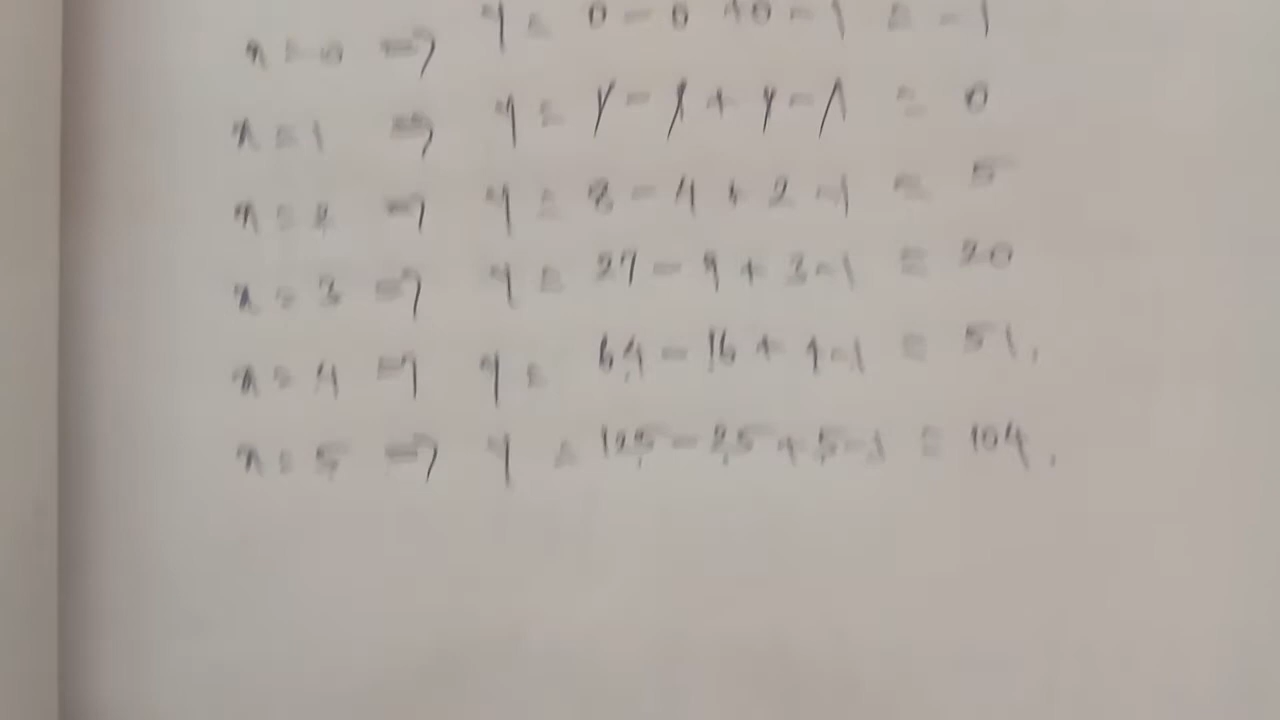 x = 0 ⇒ y = 0 - 0 + 0 - 1 = -1
x = 1 ⇒ y = 1 - 1 + 1 - 1 = 0
x = 2 ⇒ y = 8 - 4 + 2 - 1 = 5
x = 3 ⇒ y = 27 - 9 + 3 - 1 = 20
x = 4 ⇒ y = 64 - 16 + 4 - 1 = 51.
x = 5 ⇒ y = 125 - 25 + 5 - 1 = 104.